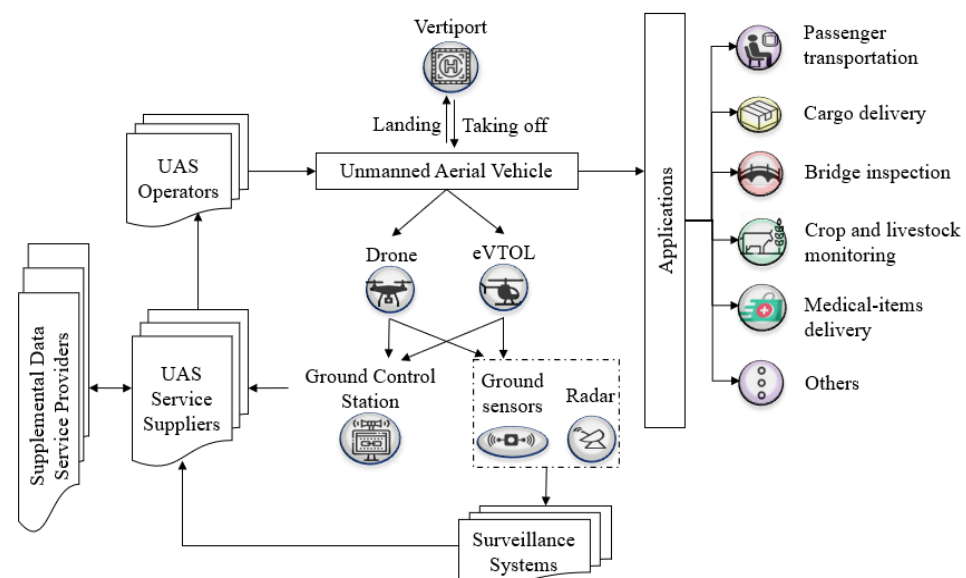 Vertiport
Landing
Taking off
UAS
Operators
Unmanned Aerial Vehicle
Drone
eVTOL
Supplemental Data
Service Providers
UAS
Service
Suppliers
Ground Control
Station
Ground
sensors
Radar
Surveillance
Systems
Applications
Passenger
transportation
Cargo delivery
Bridge inspection
Crop and livestock
monitoring
Medical-items
delivery
Others